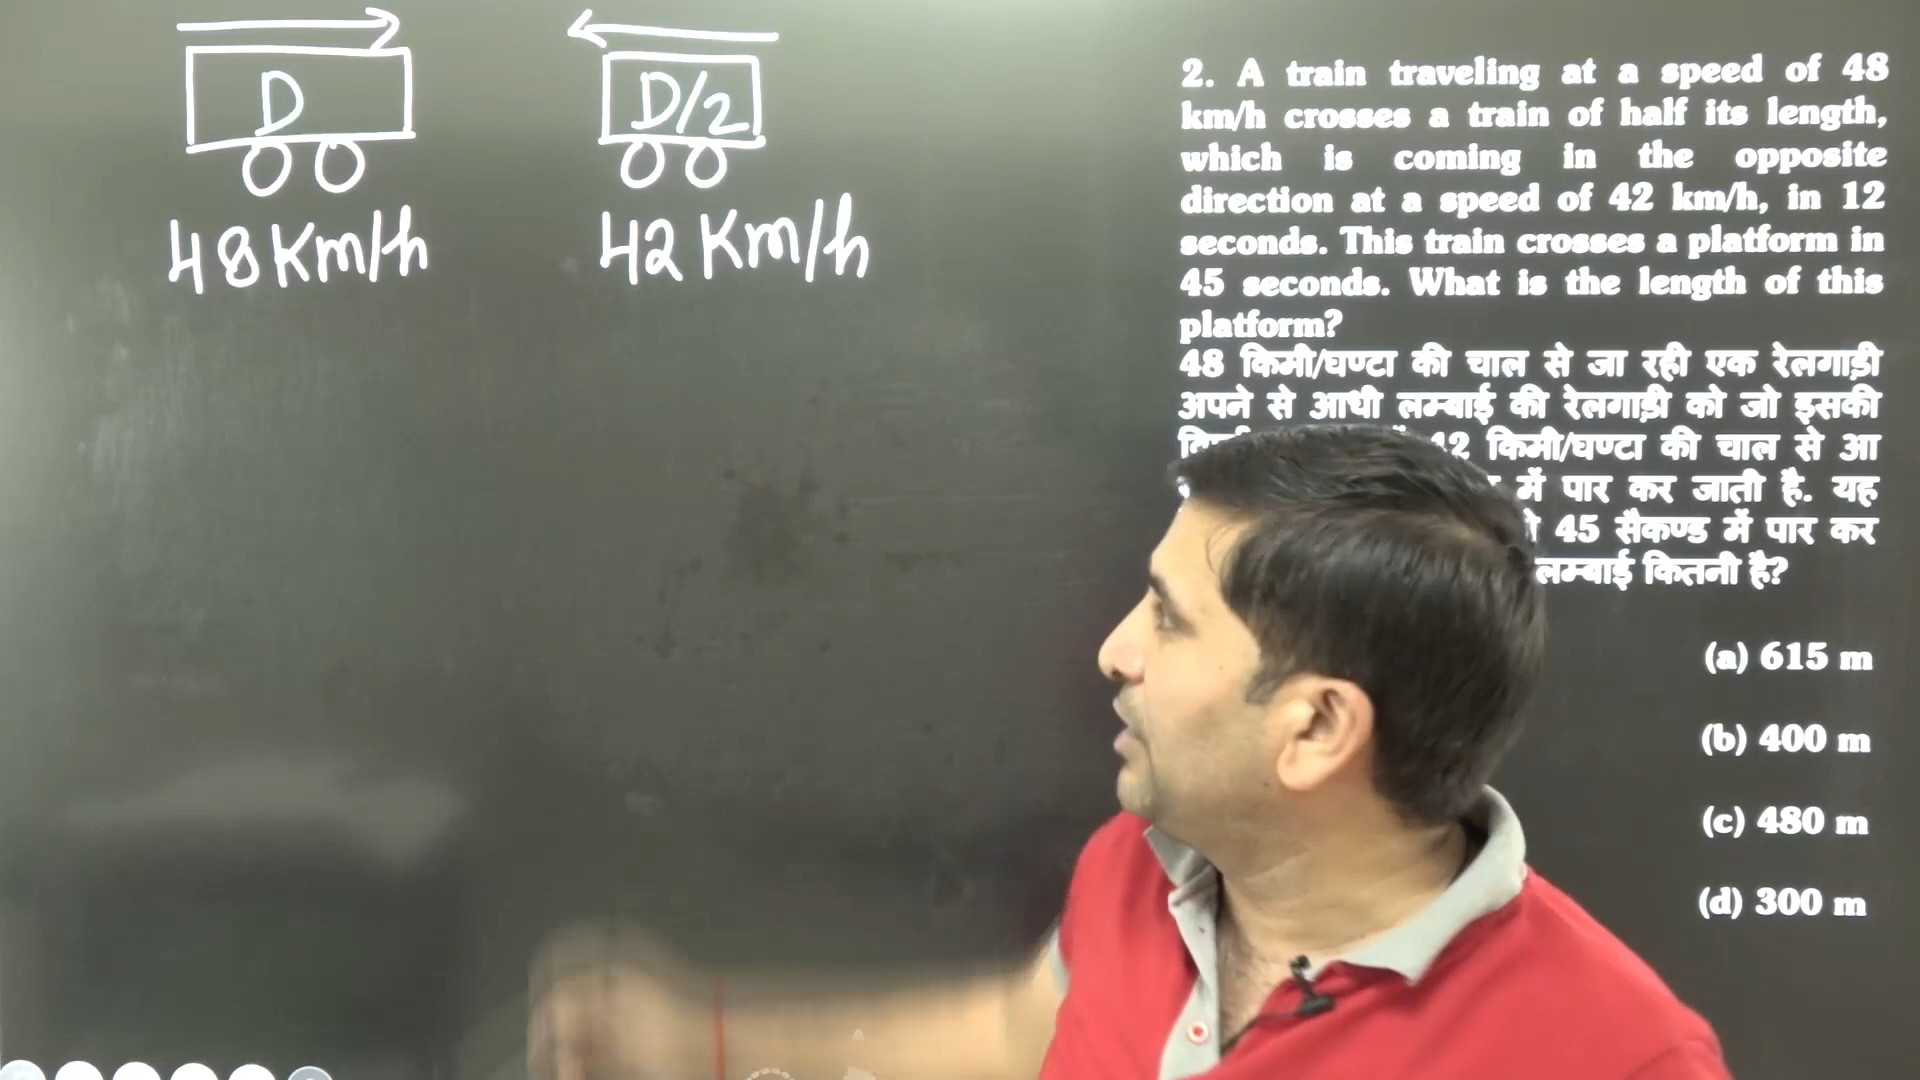 D
D/2
48 Km/h
42 Km/h
2. A train traveling at a speed of 48
km/h crosses a train of half its length,
which is coming in the opposite
direction at a speed of 42 km/h, in 12
seconds. This train crosses a platform in
45 seconds. What is the length of this
platform?
48 किमी/घण्टा की चाल से जा रही एक रेलगाड़ी
अपने से आधी लम्बाई की रेलगाड़ी को जो इसकी
किमी/घण्टा की चाल से आ
में पार कर जाती है. यह
45 सैकण्ड में पार कर
लम्बाई कितनी है?
(a) 615 m
(b) 400 m
(c) 480 m
(d) 300 m